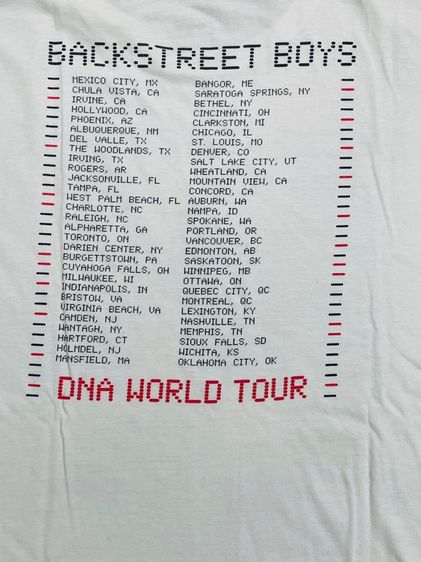 BACKSTREET BOYS
MEXICO CITY, MX
CHULA VISTA, CA
IRVINE, CA
HOLLYWOOD, CA
PHOENIX, AZ
ALBUQUERQUE, NM
DEL VALLE, TX
THE WOODLANDS, TX
IRVING, TX
ROGERS, AR
JACKSONVILLE, FL
TAMPA, FL
WEST PALM BEACH, FL
CHARLOTTE, NC
RALEIGH, NC
ALPHARETTA, GA
TORONTO, ON
DARIEN CENTER, NY
BURGETTSTOWN, PA
CUYAHOGA FALLS, OH
MILWAUKEE, WI
INDIANAPOLIS, IN
BRISTOW, VA
VIRGINIA BEACH, VA
CAMDEN, NJ
WANTAGH, NY
HARTFORD, CT
HOLMDEL, NJ
MANSFIELD, MA
BANGOR, ME
SARATOGA SPRINGS, NY
BETHEL, NY
CINCINNATI, OH
CLARKSTON, MI
CHICAGO, IL
ST. LOUIS, MO
DENVER, CO
SALT LAKE CITY, UT
WHEATLAND, CA
MOUNTAIN VIEW, CA
CONCORD, CA
AUBURN, WA
NAMPA, ID
SPOKANE, WA
PORTLAND, OR
VANCOUVER, BC
EDMONTON, AB
SASKATOON, SK
WINNIPEG, MB
OTTAWA, ON
QUEBEC CITY, QC
MONTREAL, QC
LEXINGTON, KY
NASHVILLE, TN
MEMPHIS, TN
SIOUX FALLS, SD
WICHITA, KS
OKLAHOMA CITY, OK
DNA WORLD TOUR